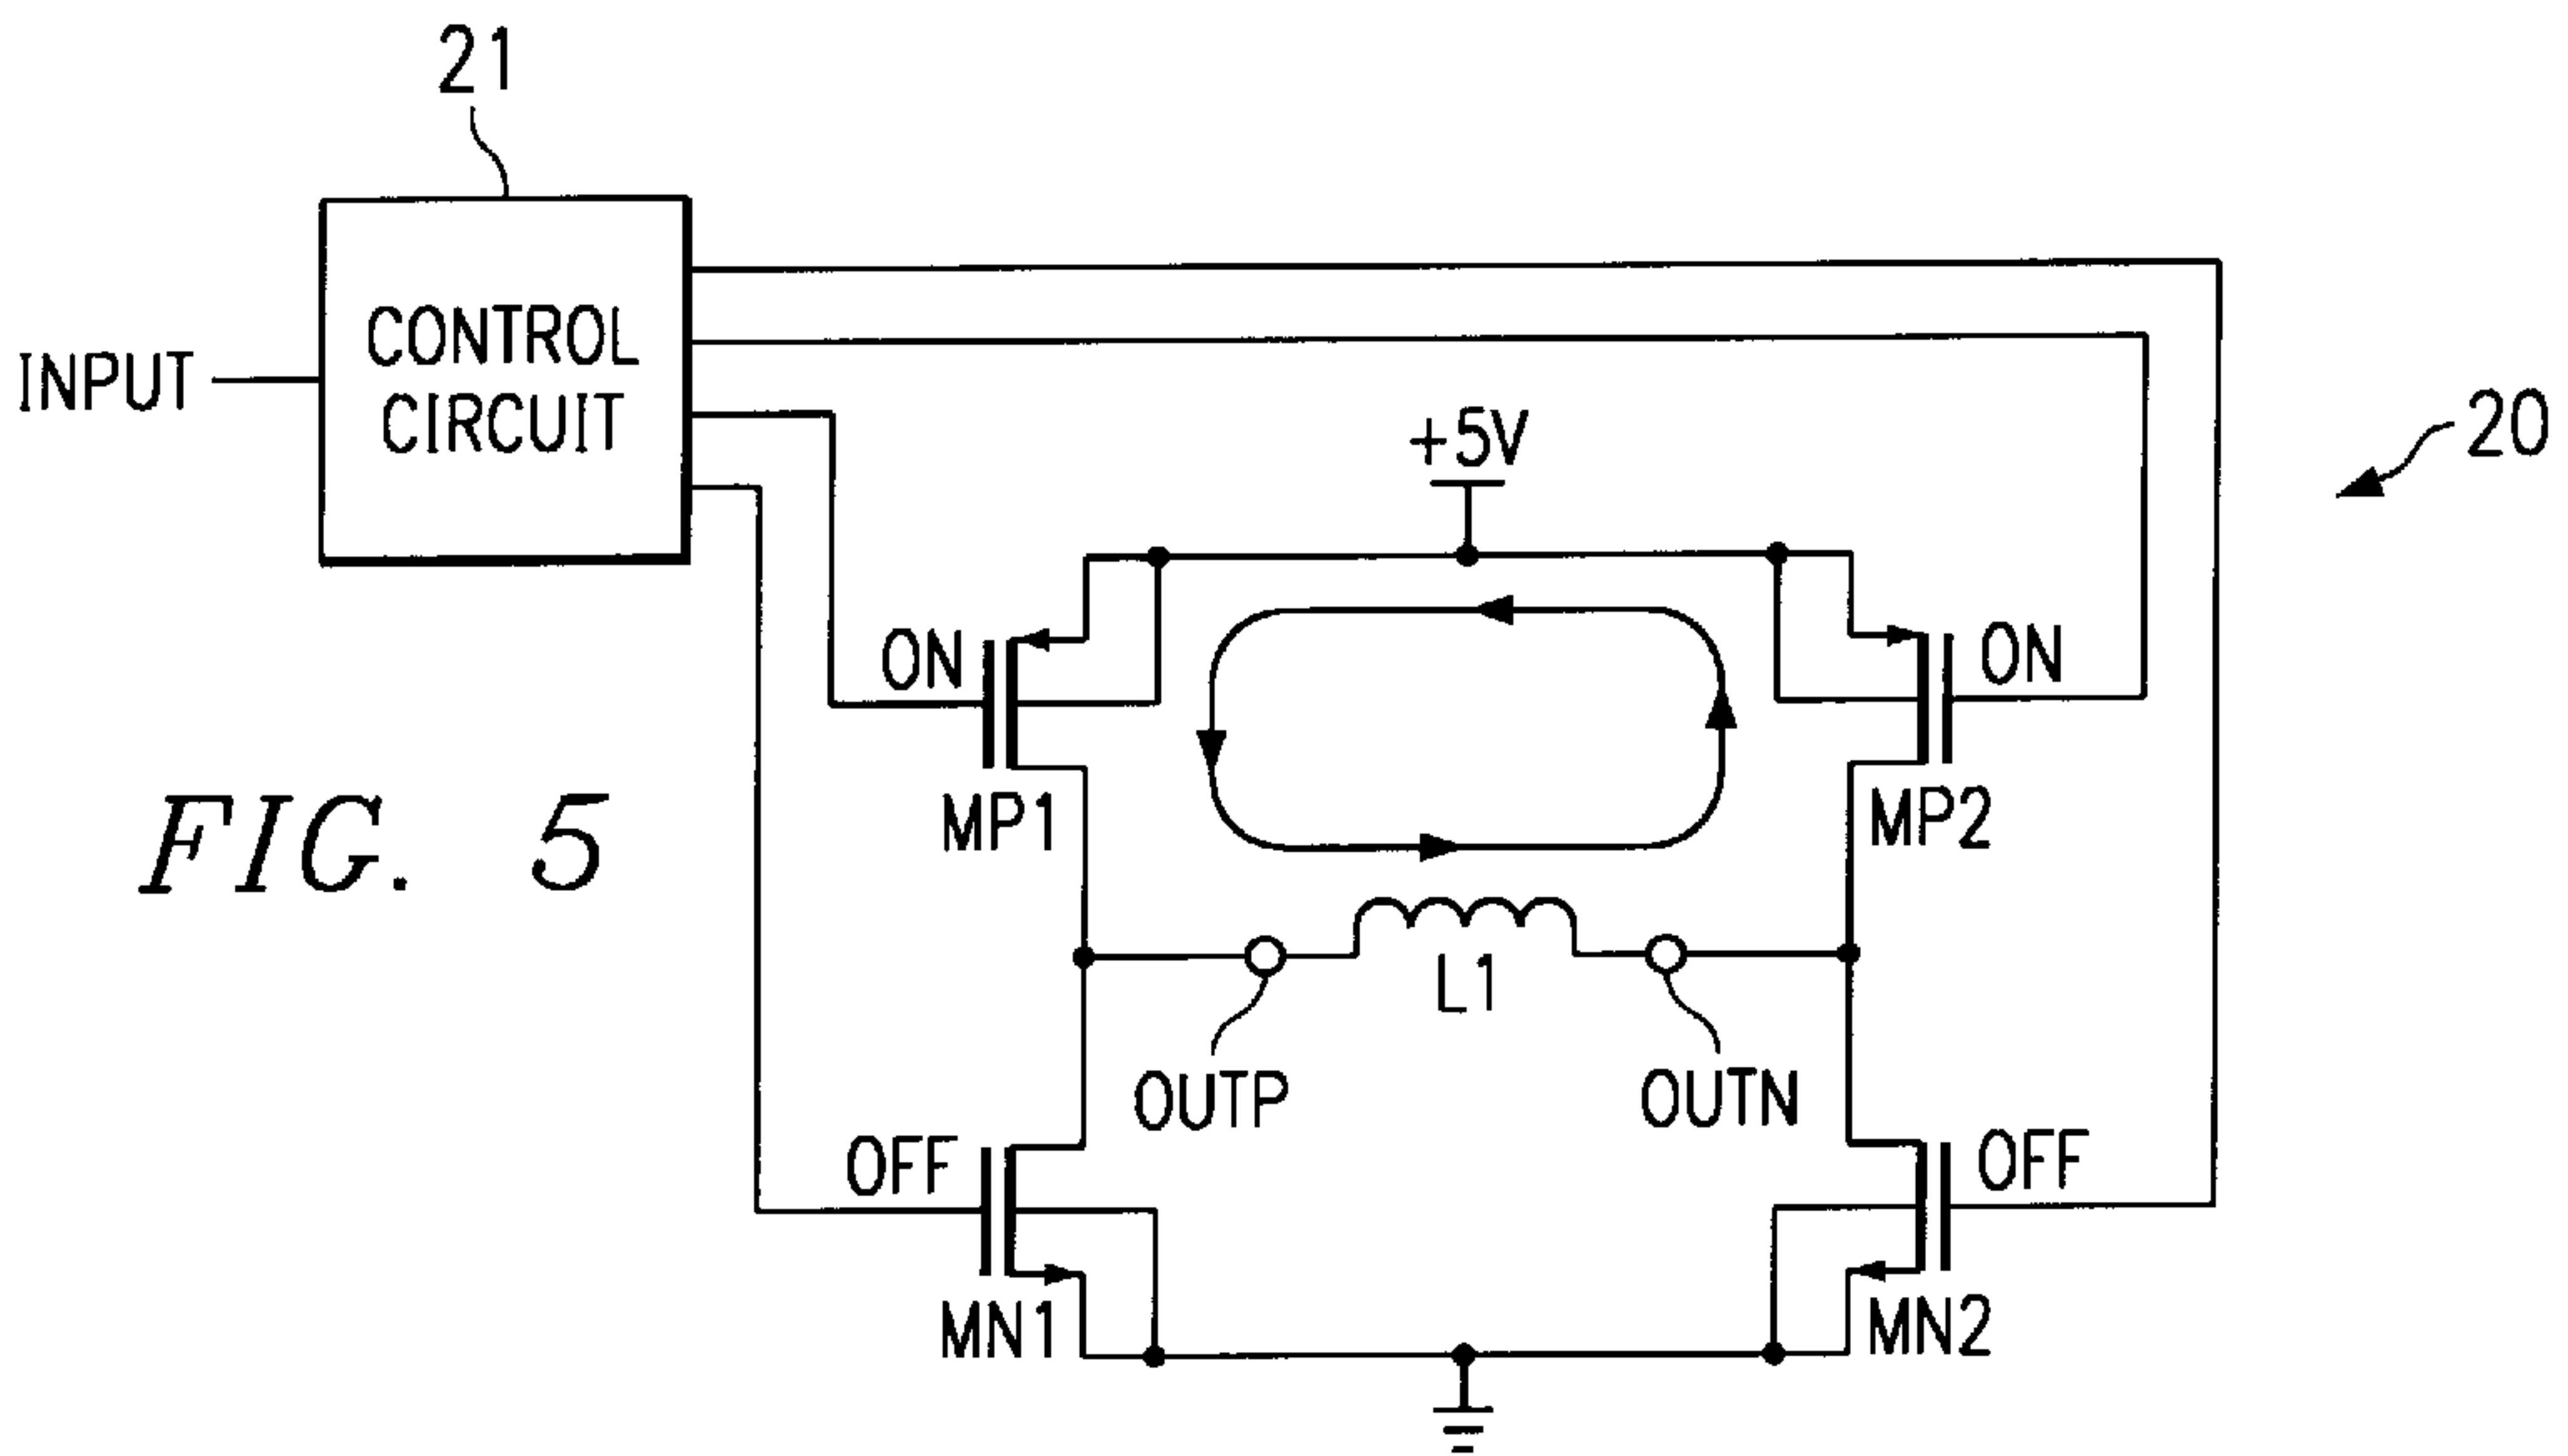 21
CONTROL
CIRCUIT
INPUT
+5V
20
ON
ON
MP1
MP2
FIG. 5
L1
OUTP
OUTN
OFF
OFF
MN1
MN2